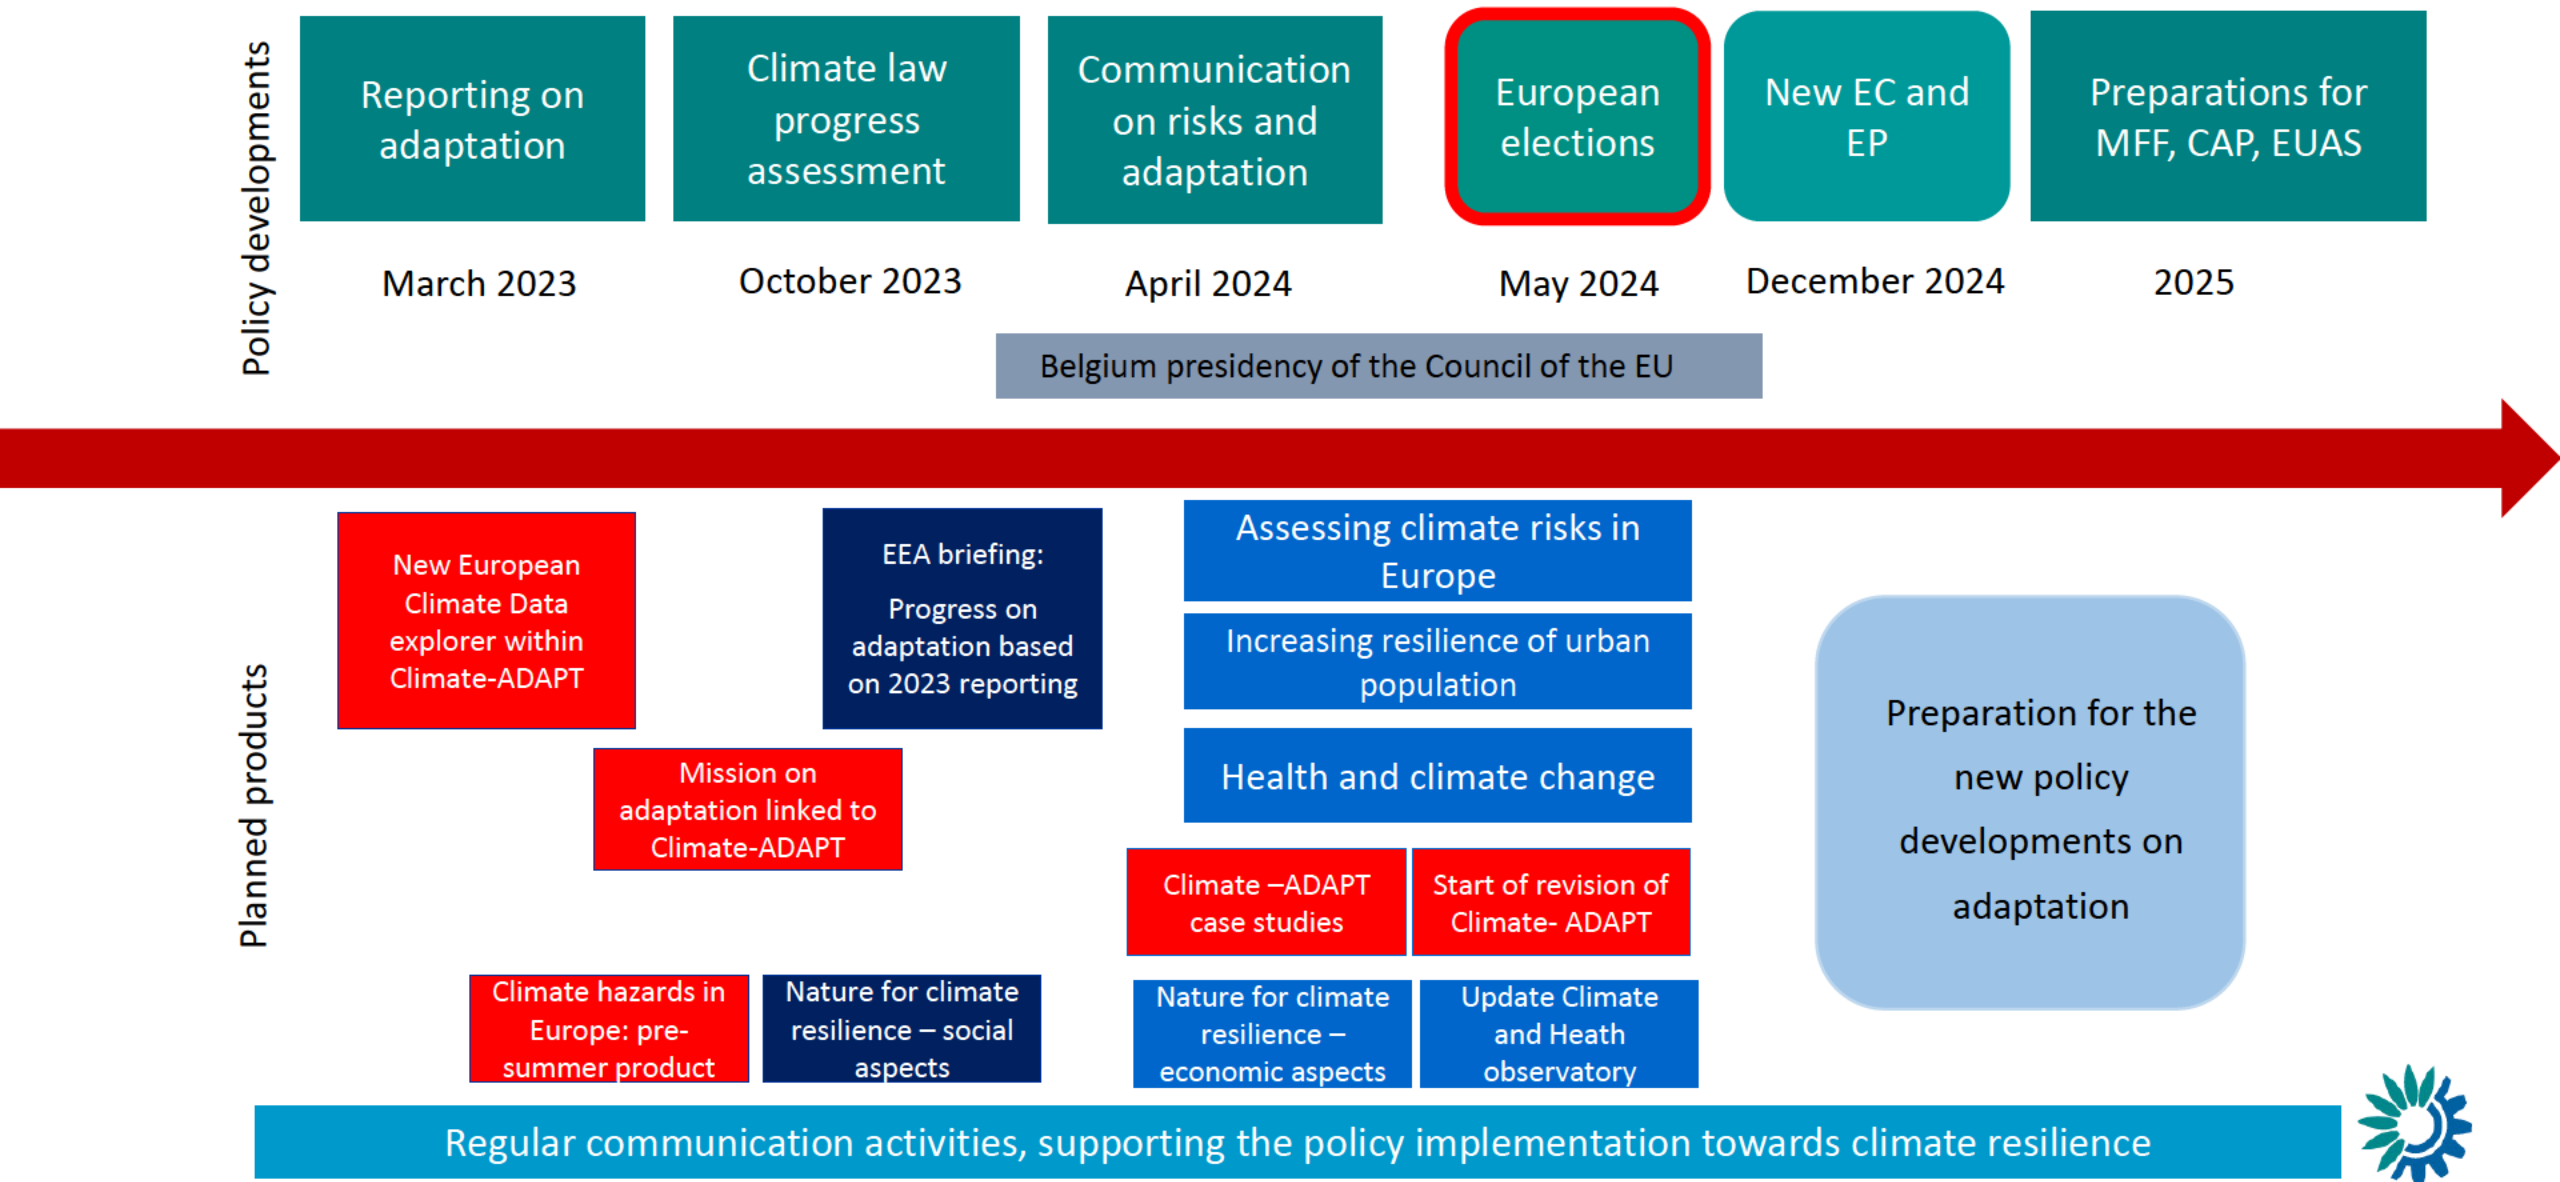 Policy developments
Reporting on
adaptation
Climate law
progress
assessment
Communication
on risks and
adaptation
European
elections
New EC and
EP
Preparations for
MFF, CAP, EUAS
March 2023
October 2023
April 2024
May 2024
December 2024
2025
Belgium presidency of the Council of the EU
Planned products
New European
Climate Data
explorer within
Climate-ADAPT
EEA briefing:
Progress on
adaptation based
on 2023 reporting
Assessing climate risks in
Europe
Increasing resilience of urban
population
Health and climate change
Mission on
adaptation linked to
Climate-ADAPT
Climate –ADAPT
case studies
Start of revision of
Climate- ADAPT
Preparation for the
new policy
developments on
adaptation
Climate hazards in
Europe: pre-
summer product
Nature for climate
resilience – social
aspects
Nature for climate
resilience –
economic aspects
Update Climate
and Heath
observatory
Regular communication activities, supporting the policy implementation towards climate resilience